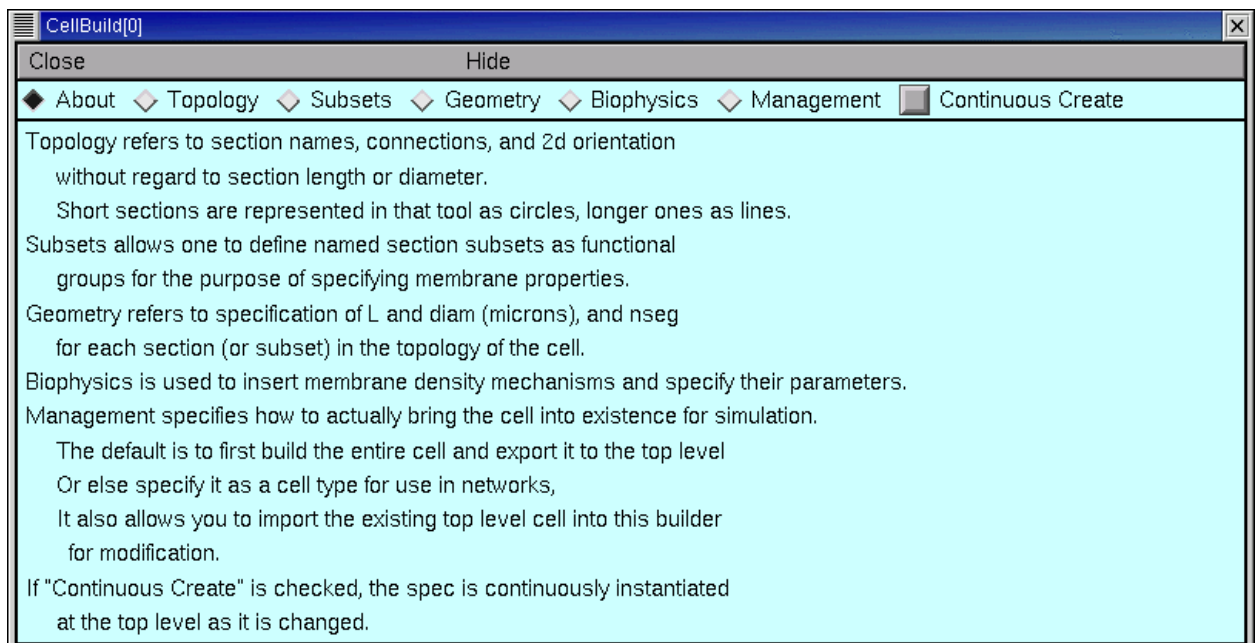 CellBuild[0]
Close Hide
About Topology Subsets Geometry Biophysics Management Continuous Create
Topology refers to section names, connections, and 2d orientation
without regard to section length or diameter.
Short sections are represented in that tool as circles, longer ones as lines.
Subsets allows one to define named section subsets as functional
groups for the purpose of specifying membrane properties.
Geometry refers to specification of L and diam (microns), and nseg
for each section (or subset) in the topology of the cell.
Biophysics is used to insert membrane density mechanisms and specify their parameters.
Management specifies how to actually bring the cell into existence for simulation.
The default is to first build the entire cell and export it to the top level
Or else specify it as a cell type for use in networks,
It also allows you to import the existing top level cell into this builder
for modification.
If "Continuous Create" is checked, the spec is continuously instantiated
at the top level as it is changed.